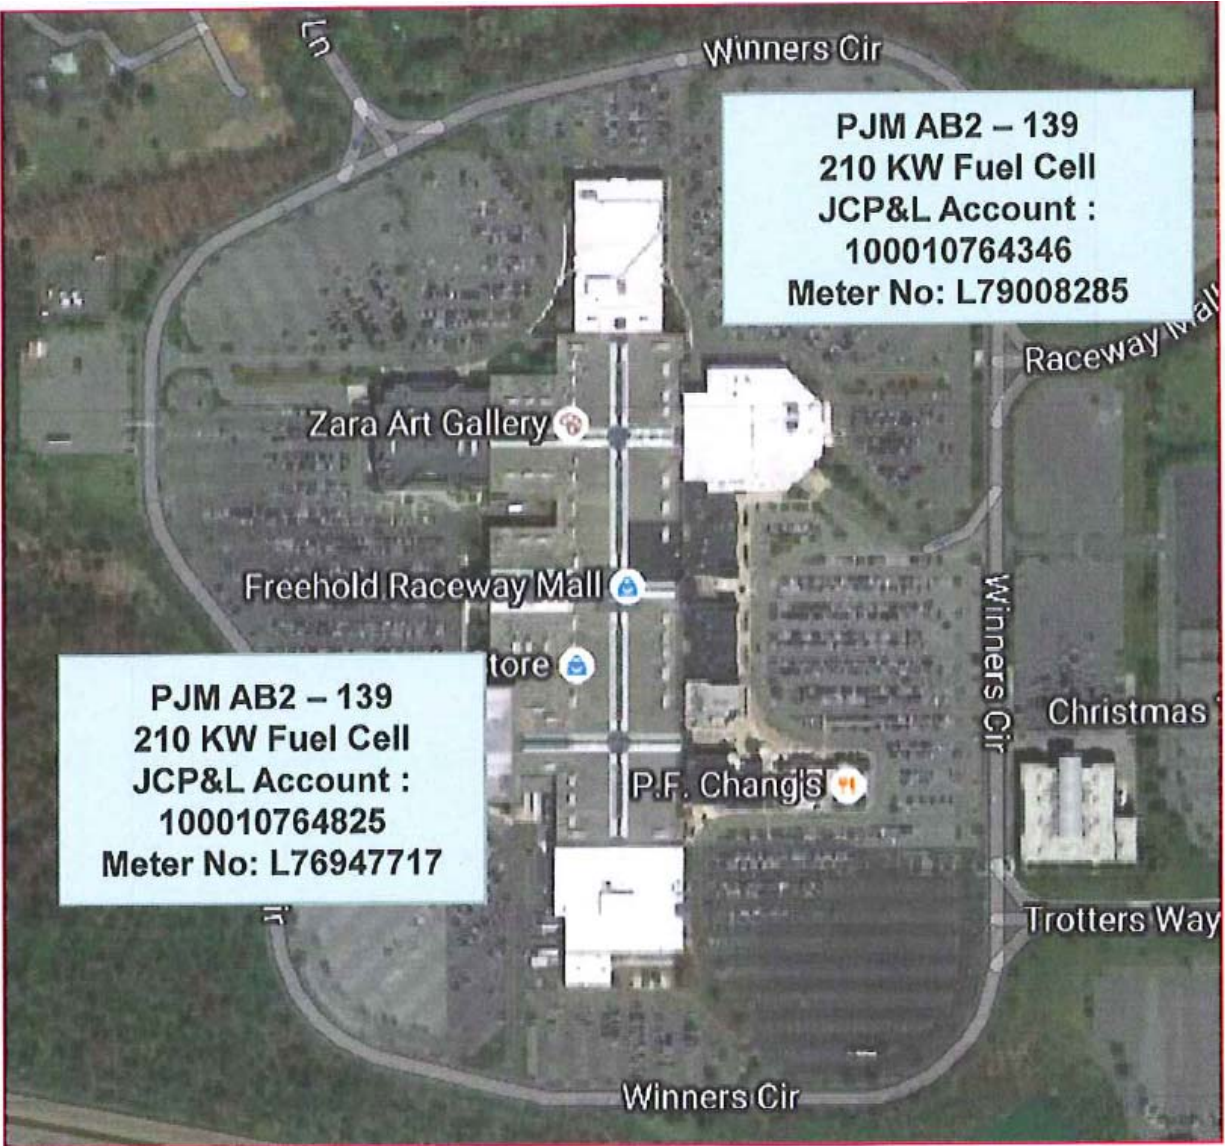 Ln
Winners Cir
PJM AB2 – 139
210 KW Fuel Cell
JCP&L Account :
100010764346
Meter No: L79008285
Raceway Mall
Zara Art Gallery
Freehold Raceway Mall
tore
Winners Cir
PJM AB2 – 139
210 KW Fuel Cell
JCP&L Account :
100010764825
Meter No: L76947717
Christmas
P.F. Chang's
ir
Trotters Way
Winners Cir